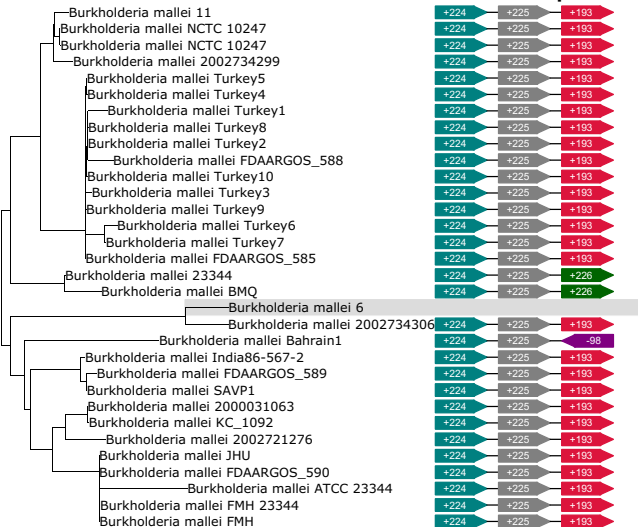 Burkholderia mallei 11 +224 +225 +193
Burkholderia mallei NCTC 10247 +224 +225 +193
Burkholderia mallei NCTC 10247 +224 +225 +193
Burkholderia mallei 2002734299 +224 +225 +193
Burkholderia mallei Turkey5 +224 +225 +193
Burkholderia mallei Turkey4 +224 +225 +193
Burkholderia mallei Turkey1 +224 +225 +193
Burkholderia mallei Turkey8 +224 +225 +193
Burkholderia mallei Turkey2 +224 +225 +193
Burkholderia mallei FDAARGOS_588 +224 +225 +193
Burkholderia mallei Turkey10 +224 +225 +193
Burkholderia mallei Turkey3 +224 +225 +193
Burkholderia mallei Turkey9 +224 +225 +193
Burkholderia mallei Turkey6 +224 +225 +193
Burkholderia mallei Turkey7 +224 +225 +193
Burkholderia mallei FDAARGOS_585 +224 +225 +193
Burkholderia mallei 23344 +224 +225 +226
Burkholderia mallei BMQ +224 +225 +226
Burkholderia mallei 6
Burkholderia mallei 2002734306 +224 +225 +193
Burkholderia mallei Bahrain1 +224 +225 -98
Burkholderia mallei India86-567-2 +224 +225 +193
Burkholderia mallei FDAARGOS_589 +224 +225 +193
Burkholderia mallei SAVP1 +224 +225 +193
Burkholderia mallei 2000031063 +224 +225 +193
Burkholderia mallei KC_1092 +224 +225 +193
Burkholderia mallei 2002721276 +224 +225 +193
Burkholderia mallei JHU +224 +225 +193
Burkholderia mallei FDAARGOS_590 +224 +225 +193
Burkholderia mallei ATCC 23344 +224 +225 +193
Burkholderia mallei FMH 23344 +224 +225 +193
Burkholderia mallei FMH +224 +225 +193